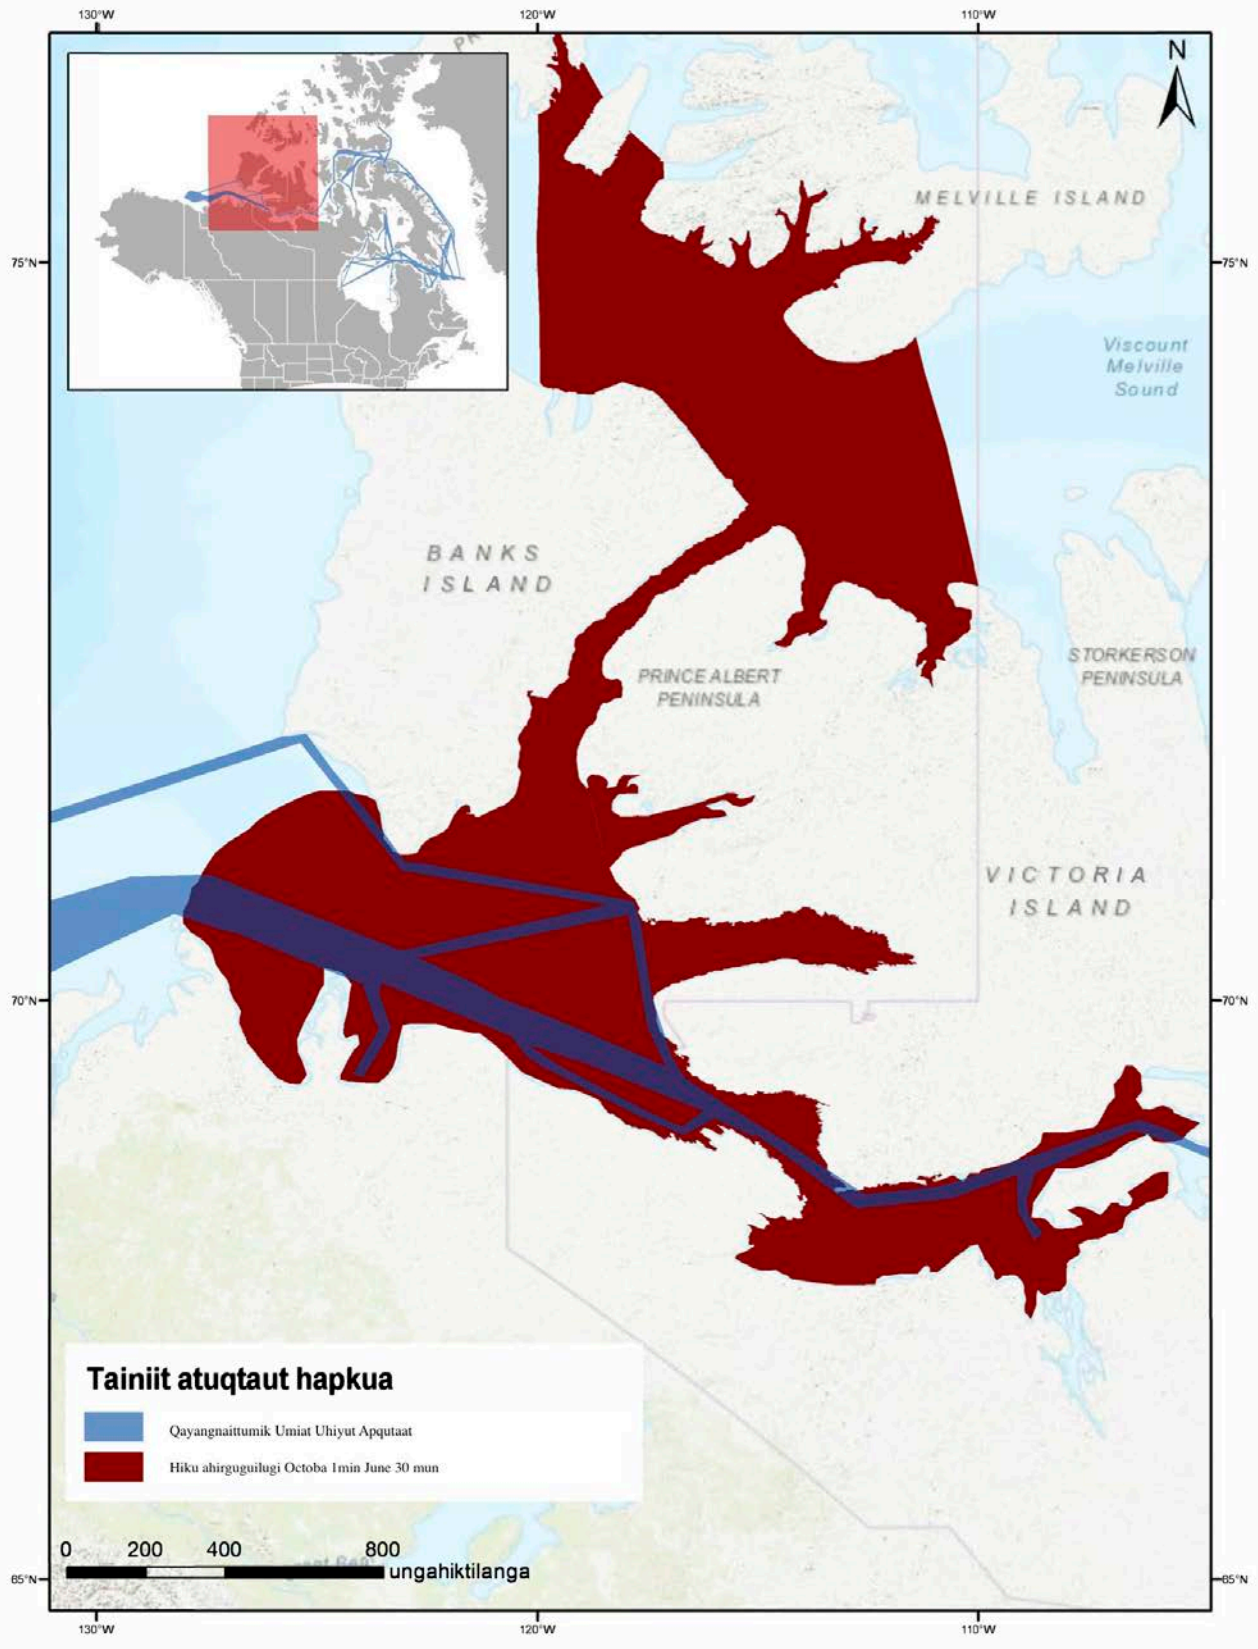 130°W 120°W 110°W
N
MELVILLE ISLAND
75°N 75°N
Viscount
Melville
Sound
BANKS
ISLAND
PRINCE ALBERT
PENINSULA
STORKERSON
PENINSULA
VICTORIA
ISLAND
70°N 70°N
Tainiit atuqtaut hapkua
Qayangnaittumik Umiat Uhiyut Apqutaat
Hiku ahirguguilugi Octoba 1min June 30 mun
0 200 400 800
ungahiktilanga
65°N 65°N
130°W 120°W 110°W